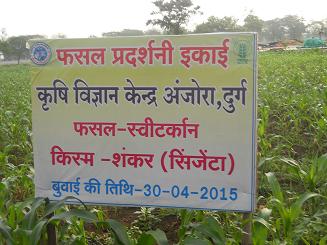 फसल प्रदर्शनी इकाई
कृषि विज्ञान केन्द्र अंजोरा,दुर्ग
फसल-स्वीटकॉर्न
किस्म -शंकर (सिंजेंटा)
बुवाई की तिथि-30-04-2015